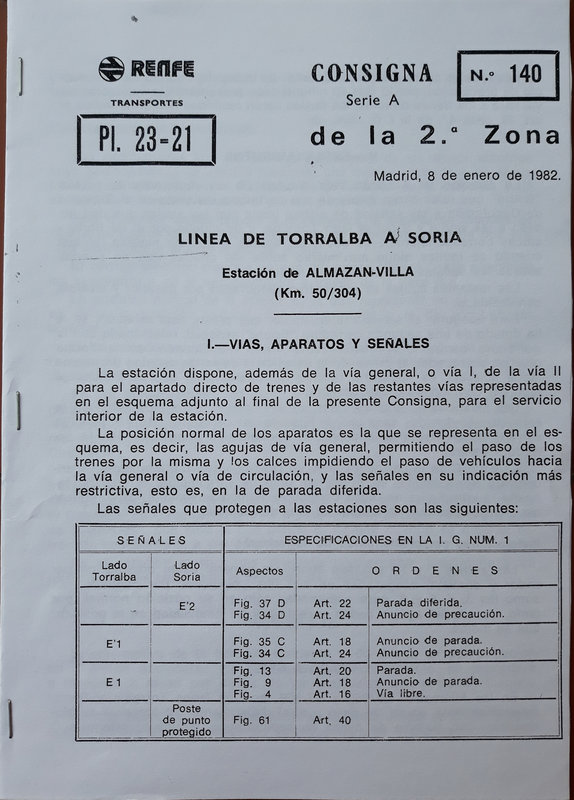 RENFE
TRANSPORTES
Pl. 23-21
CONSIGNA
Serie A
N.º 140
de la 2.ª Zona
Madrid, 8 de enero de 1982.
LINEA DE TORRALBA A SORIA
Estación de ALMAZAN-VILLA
(Km. 50/304)
I.—VIAS, APARATOS Y SEÑALES
La estación dispone, además de la vía general, o vía I, de la vía II
para el apartado directo de trenes y de las restantes vías representadas
en el esquema adjunto al final de la presente Consigna, para el servicio
interior de la estación.
La posición normal de los aparatos es la que se representa en el es-
quema, es decir, las agujas de vía general, permitiendo el paso de los
trenes por la misma y los calces impidiendo el paso de vehículos hacia
la vía general o vía de circulación, y las señales en su indicación más
restrictiva, esto es, en la de parada diferida.
Las señales que protegen a las estaciones son las siguientes:
SEÑALES ESPECIFICACIONES EN LA I. G. NUM. 1
Lado Torralba Lado Soria Aspectos ORDENES
E'2 Fig. 37 D Art. 22 Parada diferida.
Fig. 34 D Art. 24 Anuncio de precaución.
E'1 Fig. 35 C Art. 18 Anuncio de parada.
Fig. 34 C Art. 24 Anuncio de precaución.
E 1 Fig. 13 Art. 20 Parada.
Fig. 9 Art. 18 Anuncio de parada.
Fig. 4 Art. 16 Vía libre.
Poste
de punto Fig. 61 Art. 40
protegido